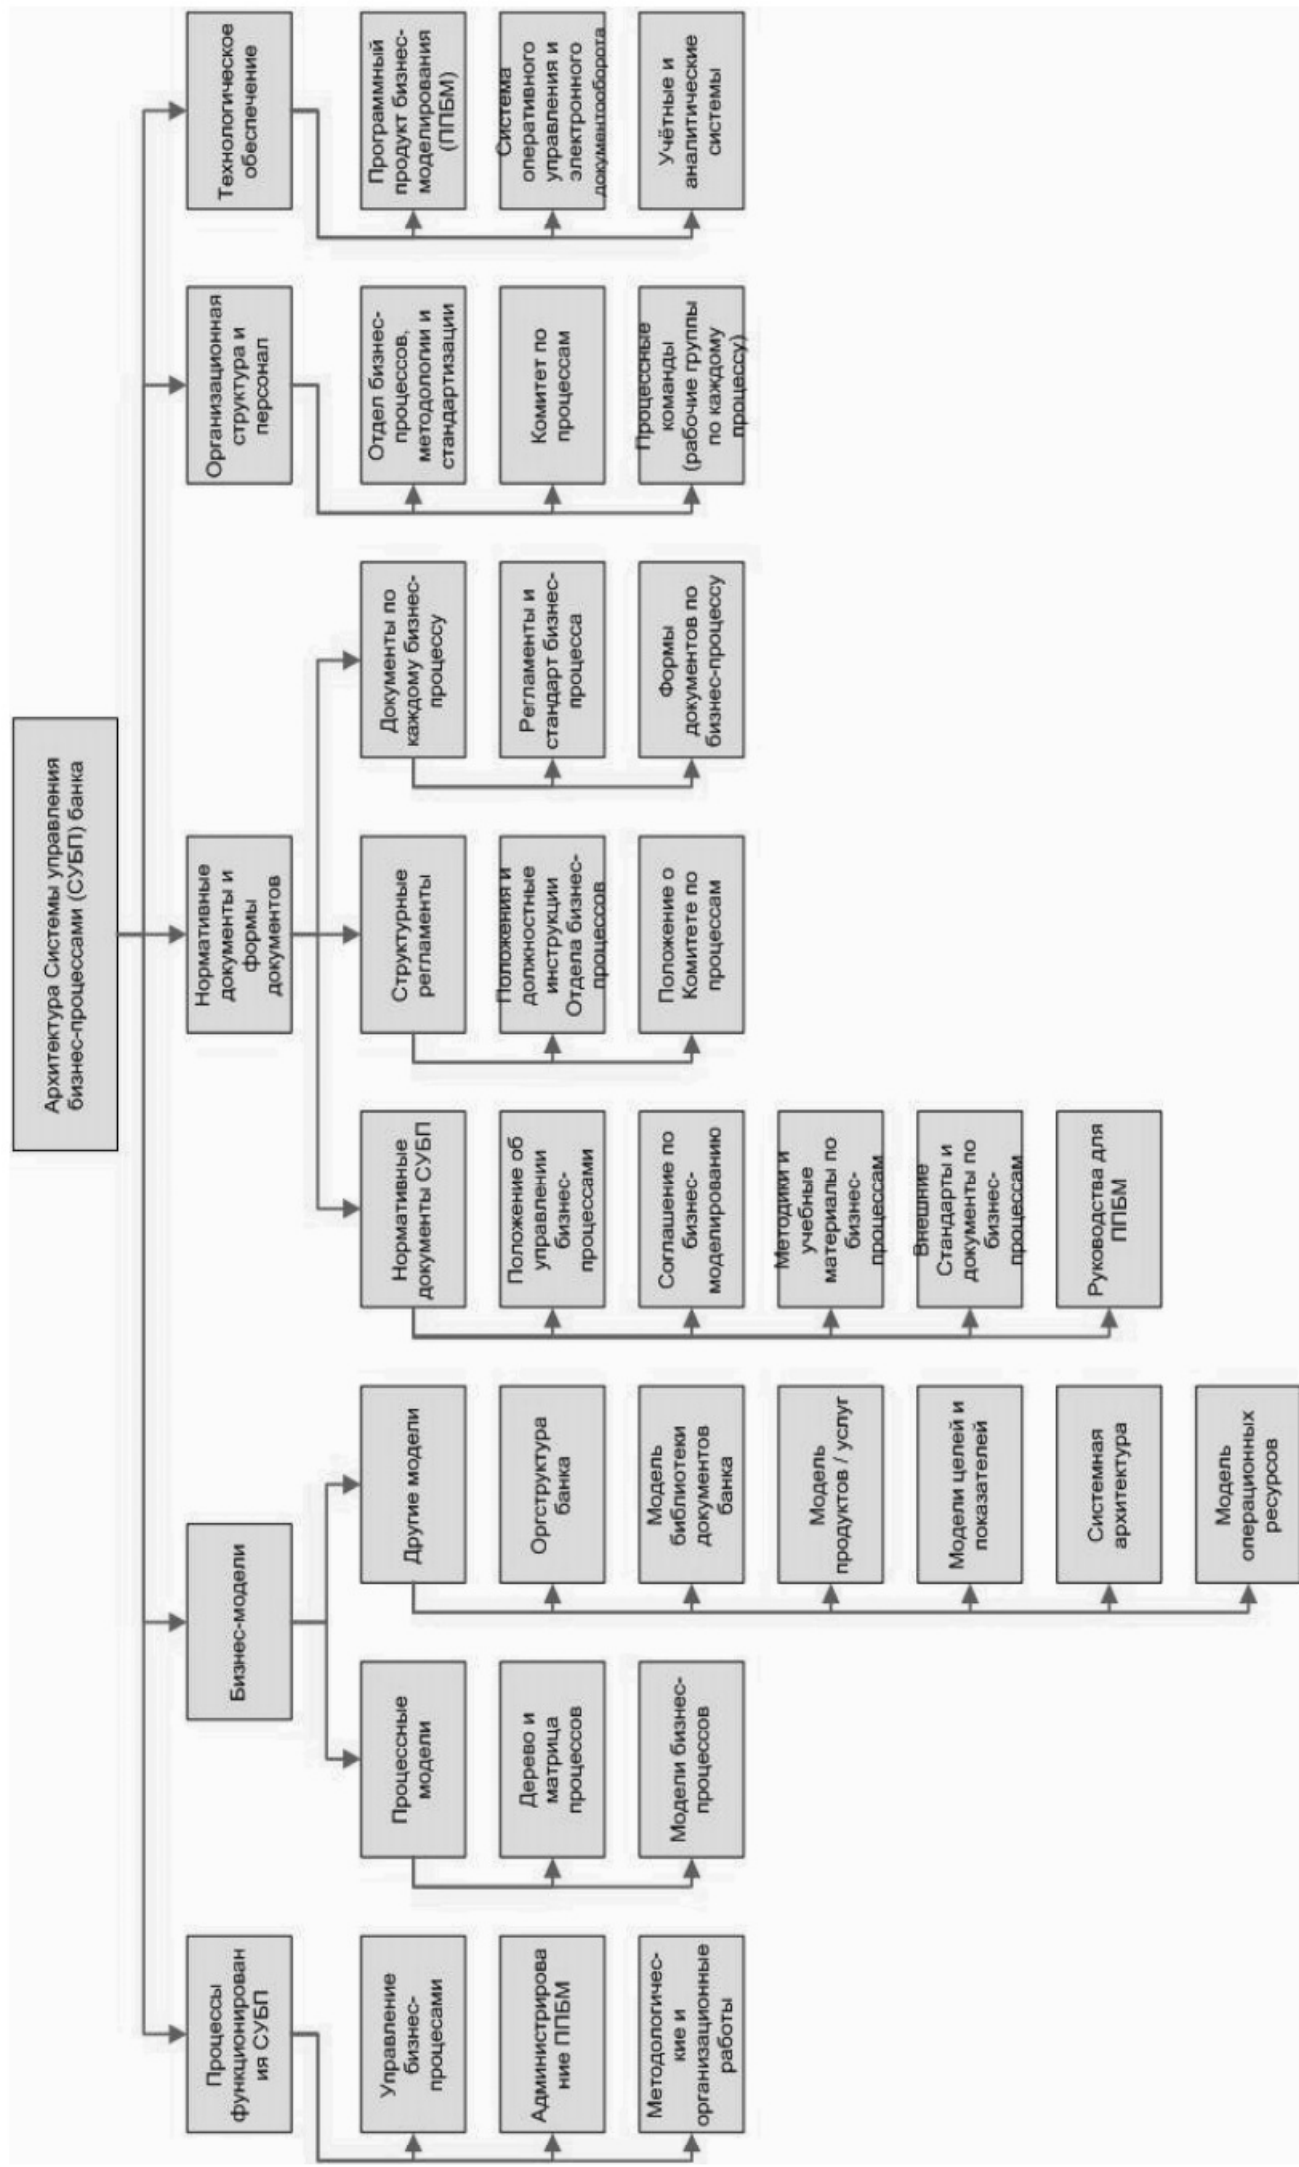 Архитектура Системы управления
бизнес-процессами (СУБП) банка
Процессы
функционирован
ия СУБП
Управление
бизнес-
процесами
Администрирова
ние ППБМ
Методологичес-
кие и
организационные
работы
Бизнес-модели
Процессные
модели
Дерево и
матрица
процессов
Модели бизнес-
процессов
Другие модели
Оргструктура
банка
Модель
библиотеки
документов
банка
Модель
продуктов / услуг
Модели целей и
показателей
Системная
архитектура
Модель
операционных
ресурсов
Нормативные
документы и
формы
документов
Нормативные
документы СУБП
Положение об
управлении
бизнес-
процессами
Соглашение по
бизнес-
моделированию
Методики и
учебные
материалы по
бизнес-
процессам
Внешние
Стандарты и
документы по
бизнес-
процессам
Руководства для
ППБМ
Структурные
регламенты
Положения и
должностные
инструкции
Отдела бизнес-
процессов
Положение о
Комитете по
процессам
Документы по
каждому бизнес-
процессу
Регламенты и
стандарт бизнес-
процесса
Формы
документов по
бизнес-процессу
Организационная
структура и
персонал
Отдел бизнес-
процессов,
методологии и
стандартизации
Комитет по
процессам
Процессные
команды
(рабочие группы
по каждому
процессу)
Технологическое
обеспечение
Программный
продукт бизнес-
моделирования
(ППБМ)
Система
оперативного
управления и
электронного
документооборота
Учётные и
аналитические
системы